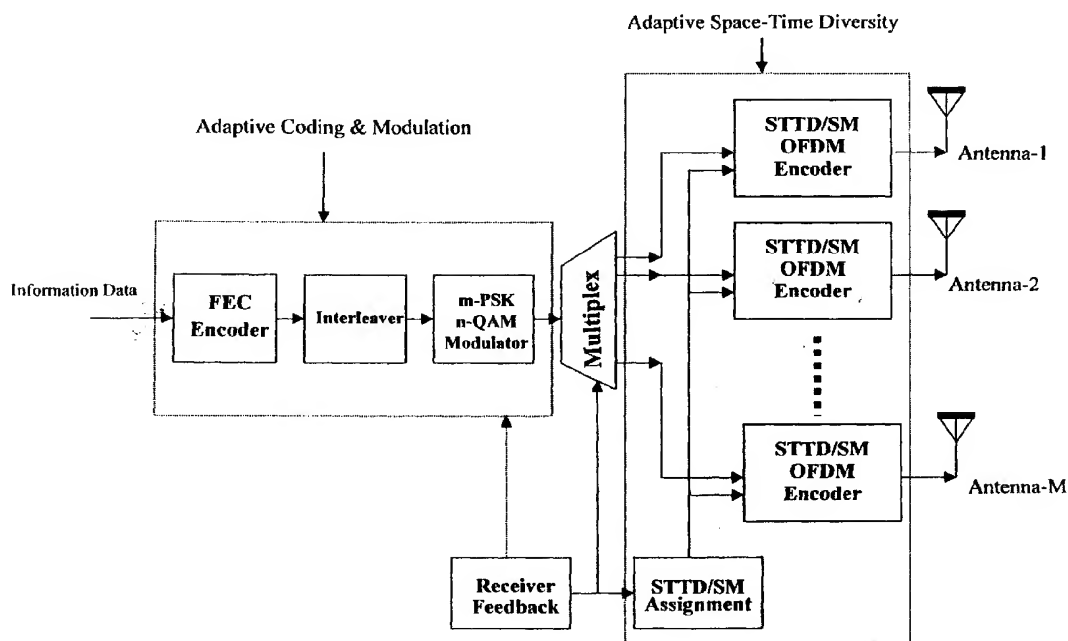 Adaptive Space-Time Diversity
Adaptive Coding & Modulation
Information Data
FEC
Encoder
Interleaver
m-PSK
n-QAM
Modulator
Multiplex
STTD/SM
OFDM
Encoder
Antenna-1
STTD/SM
OFDM
Encoder
Antenna-2
STTD/SM
OFDM
Encoder
Antenna-M
Receiver
Feedback
STTD/SM
Assignment